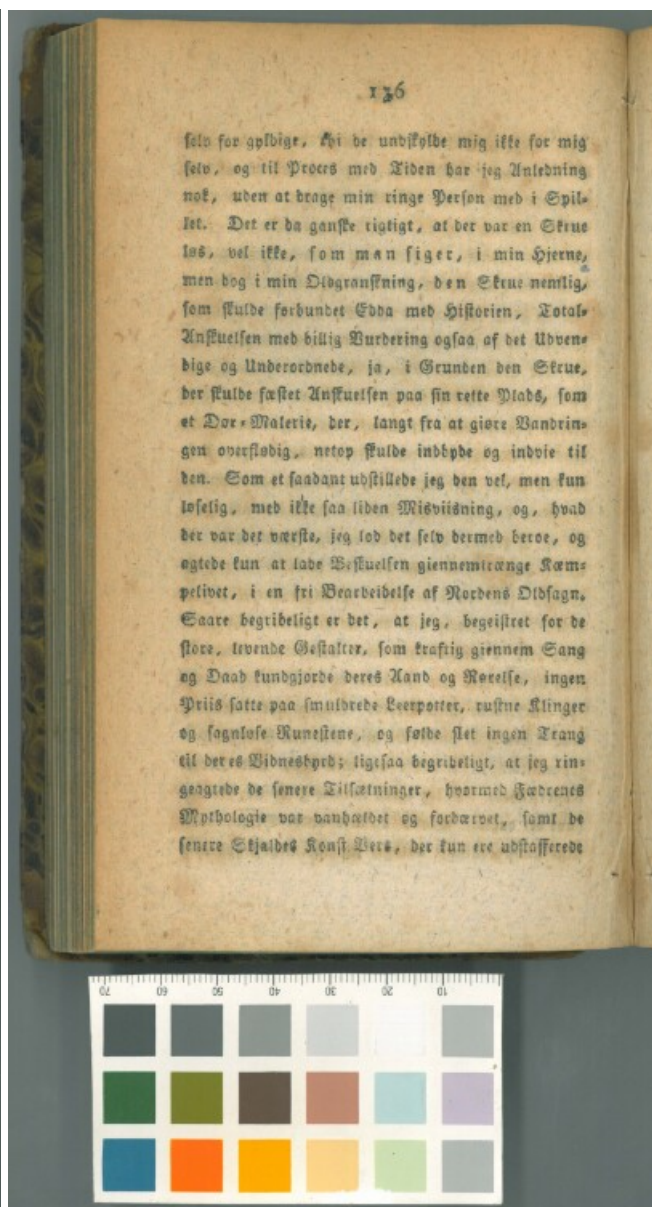 136
selv for gyldige, thi de undskylde mig ikke for mig
selv, og til Proces med Tiden har jeg Anledning
nok, uden at drage min ringe Person med i Spil-
let. Det er da ganske rigtigt, at der var en Skrue
løs, vel ikke, som man siger, i min Hjerne,
men dog i min Oldgranskning, den Skrue nemlig,
som skulde forbundet Edda med Historien, Total-
Anskuelsen med billig Vurdering ogsaa af det Udven-
dige og Underordnede, ja, i Grunden den Skrue,
der skulde fæstet Anskuelsen paa sin rette Plads, som
et Dør-Malerie, der, langt fra at giøre Vandrin-
gen overflødig, netop skulde indbyde og indvie til
den. Som et saadant udstillede jeg den vel, men kun
løselig, med ikke saa liden Misviisning, og, hvad
der var det værste, jeg lod det selv dermed beroe, og
agtede kun at lade Beskuelsen giennemtrænge Kæm-
pelivet, i en fri Bearbeidelse af Nordens Oldsagn.
Saare begribeligt er det, at jeg, begeistret for de
store, levende Gestalter, som kraftig giennem Sang
og Daad kundgjorde deres Aand og Rørelse, ingen
Priis satte paa smuldrede Leerpotter, rustne Klinger
og sagnløse Runestene, og følde slet ingen Trang
til deres Vidnesbyrd; ligesaa begribeligt, at jeg rin-
geagtede de senere Tilsætninger, hvormed Fædrenes
Mythologie var vanhældet og fordærvet, samt de
senere Skjaldes Konst Vers, der kun ere udstafferede
70 60 50 40 30 20 10